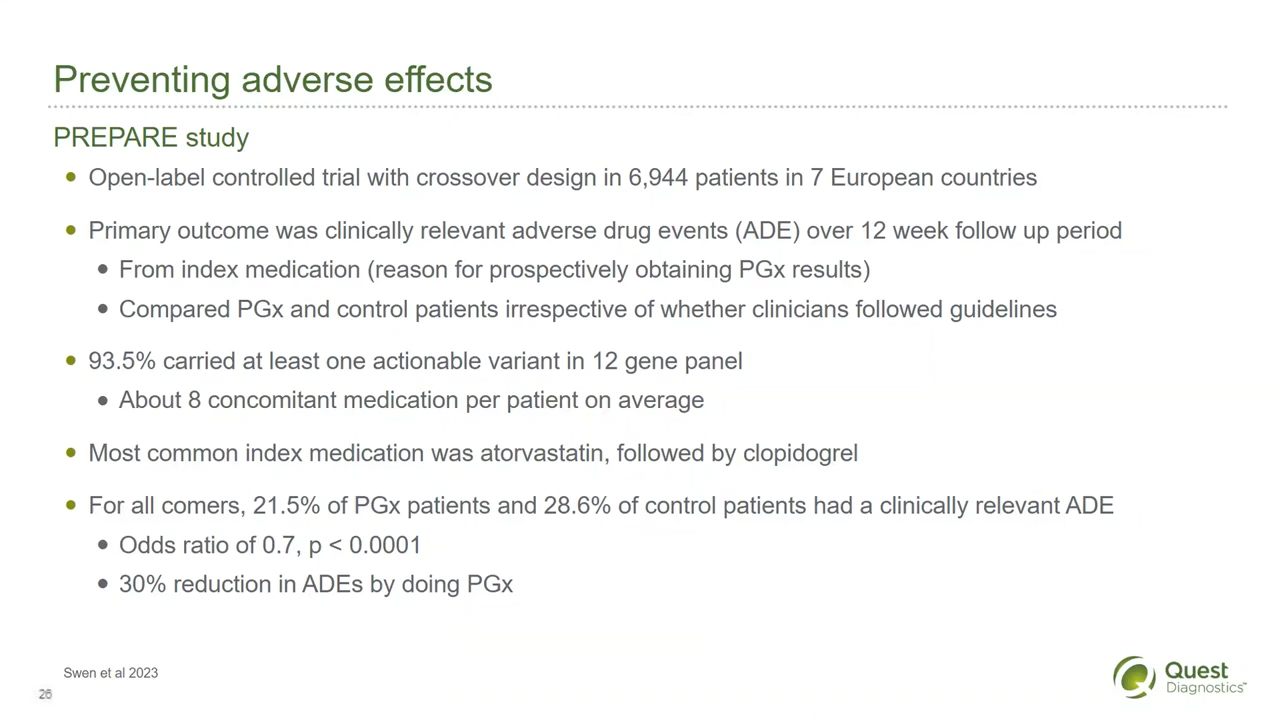 Preventing adverse effects
PREPARE study
• Open-label controlled trial with crossover design in 6,944 patients in 7 European countries
• Primary outcome was clinically relevant adverse drug events (ADE) over 12 week follow up period
• From index medication (reason for prospectively obtaining PGx results)
• Compared PGx and control patients irrespective of whether clinicians followed guidelines
• 93.5% carried at least one actionable variant in 12 gene panel
• About 8 concomitant medication per patient on average
• Most common index medication was atorvastatin, followed by clopidogrel
• For all comers, 21.5% of PGx patients and 28.6% of control patients had a clinically relevant ADE
• Odds ratio of 0.7, p < 0.0001
• 30% reduction in ADEs by doing PGx
Swen et al 2023
26
Quest
Diagnostics™